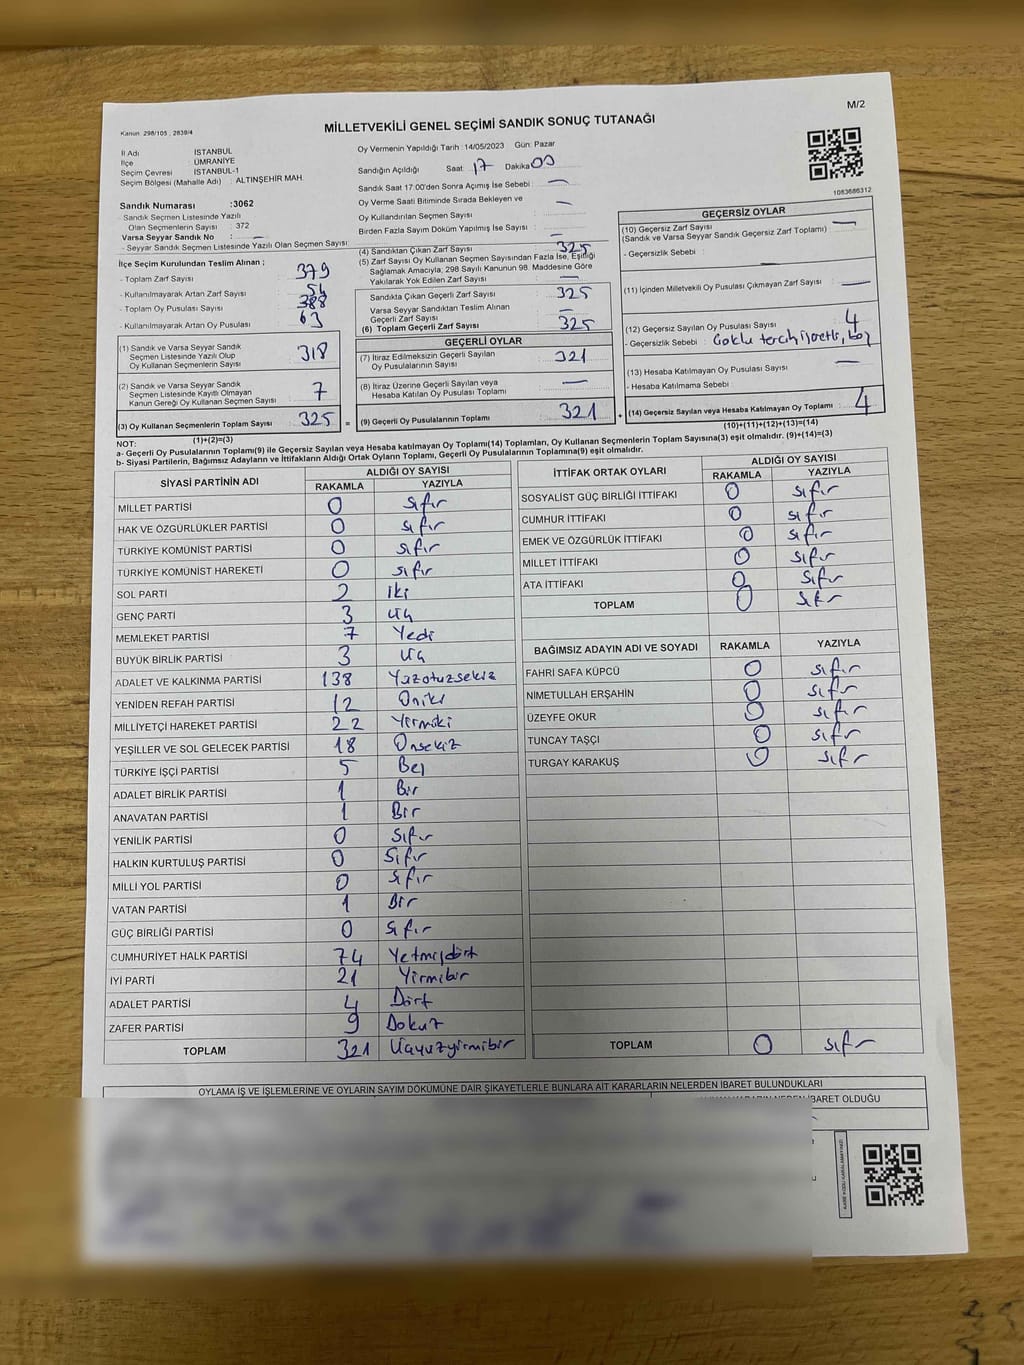 M/2
Kanun 298/105 , 2839/4
MİLLETVEKİLİ GENEL SEÇİMİ SANDIK SONUÇ TUTANAĞI
İl Adı İSTANBUL
İlçe ÜMRANİYE
Seçim Çevresi İSTANBUL-1
Seçim Bölgesi (Mahalle Adı) : ALTINŞEHİR MAH.
Sandık Numarası :3062
- Sandık Seçmen Listesinde Yazılı
Olan Seçmenlerin Sayısı 372
Varsa Seyyar Sandık No : —
- Seyyar Sandık Seçmen Listesinde Yazılı Olan Seçmen Sayısı:
Oy Vermenin Yapıldığı Tarih : 14/05/2023 Gün: Pazar
Sandığın Açıldığı Saat: 17 Dakika 00
Sandık Saat 17:00'den Sonra Açımış İse Sebebi : —
Oy Verme Saati Bitiminde Sırada Bekleyen ve
Oy Kullandırılan Seçmen Sayısı : —
Birden Fazla Sayım Döküm Yapılmış İse Sayısı : —
1083686312
İlçe Seçim Kurulundan Teslim Alınan ;
- Toplam Zarf Sayısı : 379
- Kullanılmayarak Artan Zarf Sayısı : 54
- Toplam Oy Pusulası Sayısı : 388
- Kullanılmayarak Artan Oy Pusulası : 63
(1) Sandık ve Varsa Seyyar Sandık
Seçmen Listesinde Yazılı Olup
Oy Kullanan Seçmenlerin Sayısı : 318
(2) Sandık ve Varsa Seyyar Sandık
Seçmen Listesinde Kayıtlı Olmayan
Kanun Gereği Oy Kullanan Seçmen Sayısı : 7
(3) Oy Kullanan Seçmenlerin Toplam Sayısı : 325
(1)+(2)=(3)
(4) Sandıktan Çıkan Zarf Sayısı : 325
(5) Zarf Sayısı Oy Kullanan Seçmen Sayısından Fazla İse, Eşitliği
Sağlamak Amacıyla; 298 Sayılı Kanunun 98. Maddesine Göre
Yakılarak Yok Edilen Zarf Sayısı : —
Sandıkta Çıkan Geçerli Zarf Sayısı : 325
Varsa Seyyar Sandıktan Teslim Alınan
Geçerli Zarf Sayısı : —
(6) Toplam Geçerli Zarf Sayısı : 325
GEÇERLİ OYLAR
(7) İtiraz Edilmeksizin Geçerli Sayılan
Oy Pusulalarının Sayısı : 321
(8) İtiraz Üzerine Geçerli Sayılan veya
Hesaba Katılan Oy Pusulası Toplamı : —
= (9) Geçerli Oy Pusulalarının Toplamı : 321
GEÇERSİZ OYLAR
(10) Geçersiz Zarf Sayısı : —
(Sandık ve Varsa Seyyar Sandık Geçersiz Zarf Toplamı)
- Geçersizlik Sebebi : —
(11) İçinden Milletvekili Oy Pusulası Çıkmayan Zarf Sayısı : —
(12) Geçersiz Sayılan Oy Pusulası Sayısı : 4
- Geçersizlik Sebebi : Çoklu tercih işaretli, boş
(13) Hesaba Katılmayan Oy Pusulası Sayısı : —
- Hesaba Katılmama Sebebi :
+ (14) Geçersiz Sayılan veya Hesaba Katılmayan Oy Toplamı : 4
(10)+(11)+(12)+(13)=(14)
NOT:
a- Geçerli Oy Pusulasının Toplamı(9) ile Geçersiz Sayılan veya Hesaba katılmayan Oy Toplamı(14) Toplamları, Oy Kullanan Seçmenlerin Toplam Sayısına(3) eşit olmalıdır. (9)+(14)=(3)
b- Siyasi Partilerin, Bağımsız Adayların ve İttifakların Aldığı Ortak Oyların Toplamı, Geçerli Oy Pusulalarının Toplamına(9) eşit olmalıdır.
SİYASİ PARTİNİN ADI ALDIĞI OY SAYISI
RAKAMLA YAZIYLA
MİLLET PARTİSİ 0 sıfır
HAK VE ÖZGÜRLÜKLER PARTİSİ 0 sıfır
TÜRKİYE KOMÜNİST PARTİSİ 0 sıfır
TÜRKİYE KOMÜNİST HAREKETİ 0 sıfır
SOL PARTİ 2 iki
GENÇ PARTİ 3 üç
MEMLEKET PARTİSİ 7 Yedi
BÜYÜK BİRLİK PARTİSİ 3 üç
ADALET VE KALKINMA PARTİSİ 138 Yüzotuzsekiz
YENİDEN REFAH PARTİSİ 12 Oniki
MİLLİYETÇİ HAREKET PARTİSİ 22 Yirmiki
YEŞİLLER VE SOL GELECEK PARTİSİ 18 Onsekiz
TÜRKİYE İŞÇİ PARTİSİ 5 Beş
ADALET BİRLİK PARTİSİ 1 Bir
ANAVATAN PARTİSİ 1 Bir
YENİLİK PARTİSİ 0 Sıfır
HALKIN KURTULUŞ PARTİSİ 0 Sıfır
MİLLİ YOL PARTİSİ 0 sıfır
VATAN PARTİSİ 1 Bir
GÜÇ BİRLİĞİ PARTİSİ 0 sıfır
CUMHURİYET HALK PARTİSİ 74 Yetmişdört
İYİ PARTİ 21 Yirmibir
ADALET PARTİSİ 4 Dört
ZAFER PARTİSİ 9 Dokuz
TOPLAM 321 Üçyüzyirmibir
İTTİFAK ORTAK OYLARI ALDIĞI OY SAYISI
RAKAMLA YAZIYLA
SOSYALİST GÜÇ BİRLİĞİ İTTİFAKI 0 sıfır
CUMHUR İTTİFAKI 0 sıfır
EMEK VE ÖZGÜRLÜK İTTİFAKI 0 sıfır
MİLLET İTTİFAKI 0 sıfır
ATA İTTİFAKI 0 sıfır
TOPLAM 0 sıfır
BAĞIMSIZ ADAYIN ADI VE SOYADI RAKAMLA YAZIYLA
FAHRİ SAFA KÜPCÜ 0 sıfır
NİMETULLAH ERŞAHİN 0 sıfır
ÜZEYFE OKUR 0 sıfır
TUNCAY TAŞÇI 0 sıfır
TURGAY KARAKUŞ 0 sıfır
TOPLAM 0 sıfır
OYLAMA İŞ VE İŞLEMLERİNE VE OYLARIN SAYIM DÖKÜMÜNE DAİR ŞİKAYETLERLE BUNLARA AİT KARARLARIN NELERDEN İBARET BULUNDUKLARI
İBARET OLDUĞU